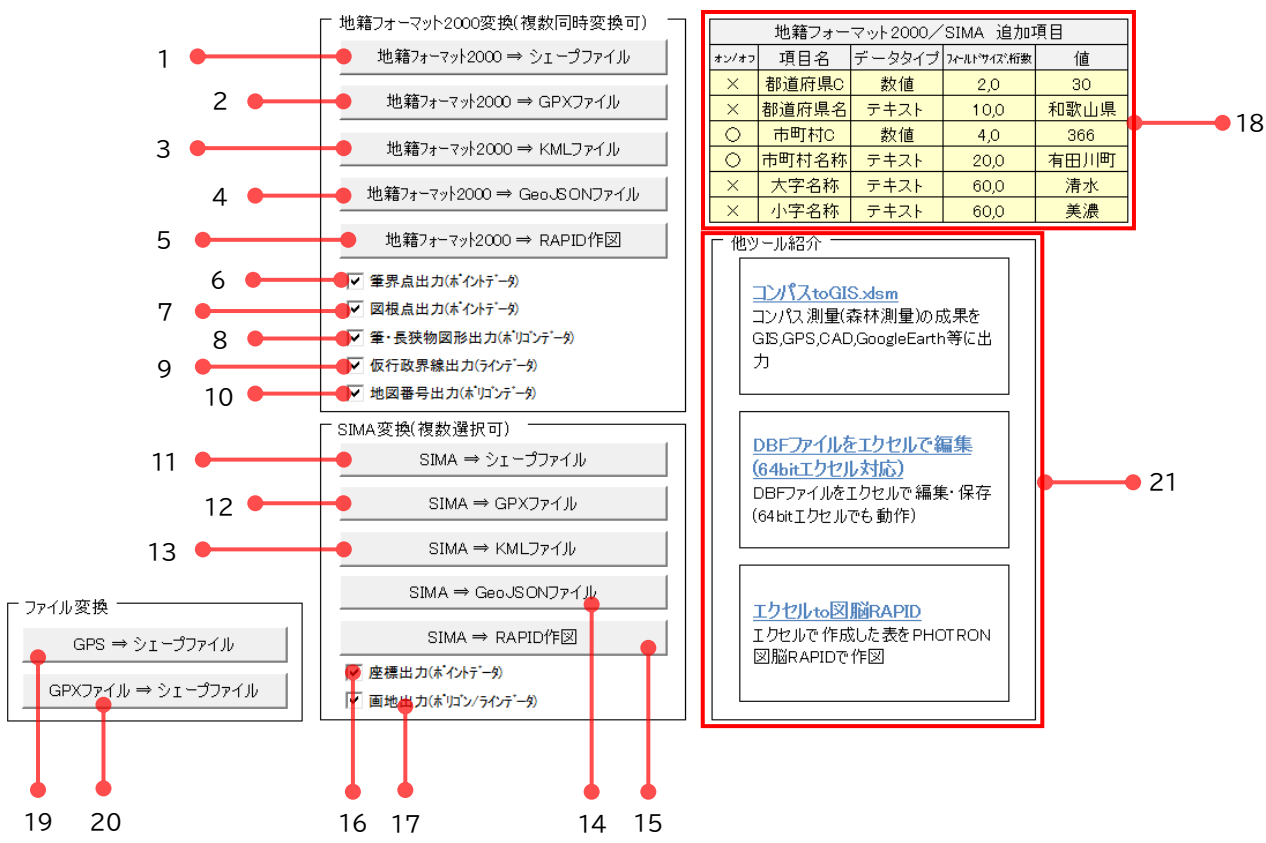 地籍フォーマット2000変換(複数同時変換可)
1
地籍フォーマット2000 ⇒ シェープファイル
2
地籍フォーマット2000 ⇒ GPXファイル
3
地籍フォーマット2000 ⇒ KMLファイル
4
地籍フォーマット2000 ⇒ GeoJSONファイル
5
地籍フォーマット2000 ⇒ RAPID作図
6
筆界点出力(ポイントデータ)
7
図根点出力(ポイントデータ)
8
筆・長狭物図形出力(ポリゴンデータ)
9
仮行政界線出力(ラインデータ)
10
地図番号出力(ポリゴンデータ)
SIMA変換(複数選択可)
11
SIMA ⇒ シェープファイル
12
SIMA ⇒ GPXファイル
13
SIMA ⇒ KMLファイル
SIMA ⇒ GeoJSONファイル
SIMA ⇒ RAPID作図
座標出力(ポイントデータ)
画地出力(ポリゴン/ラインデータ)
ファイル変換
GPS ⇒ シェープファイル
GPXファイル ⇒ シェープファイル
19
20
16
17
14
15
地籍フォーマット2000/SIMA 追加項目
オン/オフ 項目名 データタイプ フィールドサイズ,桁数 値
× 都道府県C 数値 2,0 30
× 都道府県名 テキスト 10,0 和歌山県
○ 市町村C 数値 4,0 366
○ 市町村名称 テキスト 20,0 有田川町
× 大字名称 テキスト 60,0 清水
× 小字名称 テキスト 60,0 美濃
18
他ツール紹介
コンパスtoGIS.xlsm
コンパス測量(森林測量)の成果を
GIS,GPS,CAD,GoogleEarth等に出
力
DBFファイルをエクセルで編集
(64bitエクセル対応)
DBFファイルをエクセルで編集・保存
(64bitエクセルでも動作)
21
エクセルto図脳RAPID
エクセルで作成した表をPHOTRON
図脳RAPIDで作図